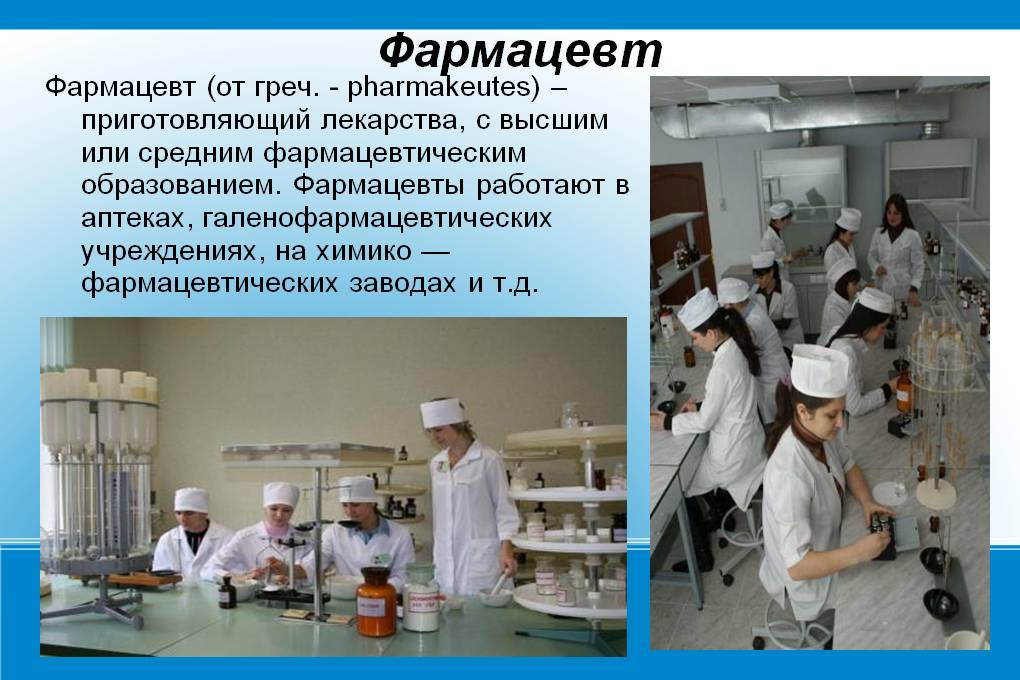 Фармацевт
Фармацевт (от греч. - pharmakeutes) –
приготовляющий лекарства, с высшим
или средним фармацевтическим
образованием. Фармацевты работают в
аптеках, галенофармацевтических
учреждениях, на химико —
фармацевтических заводах и т.д.